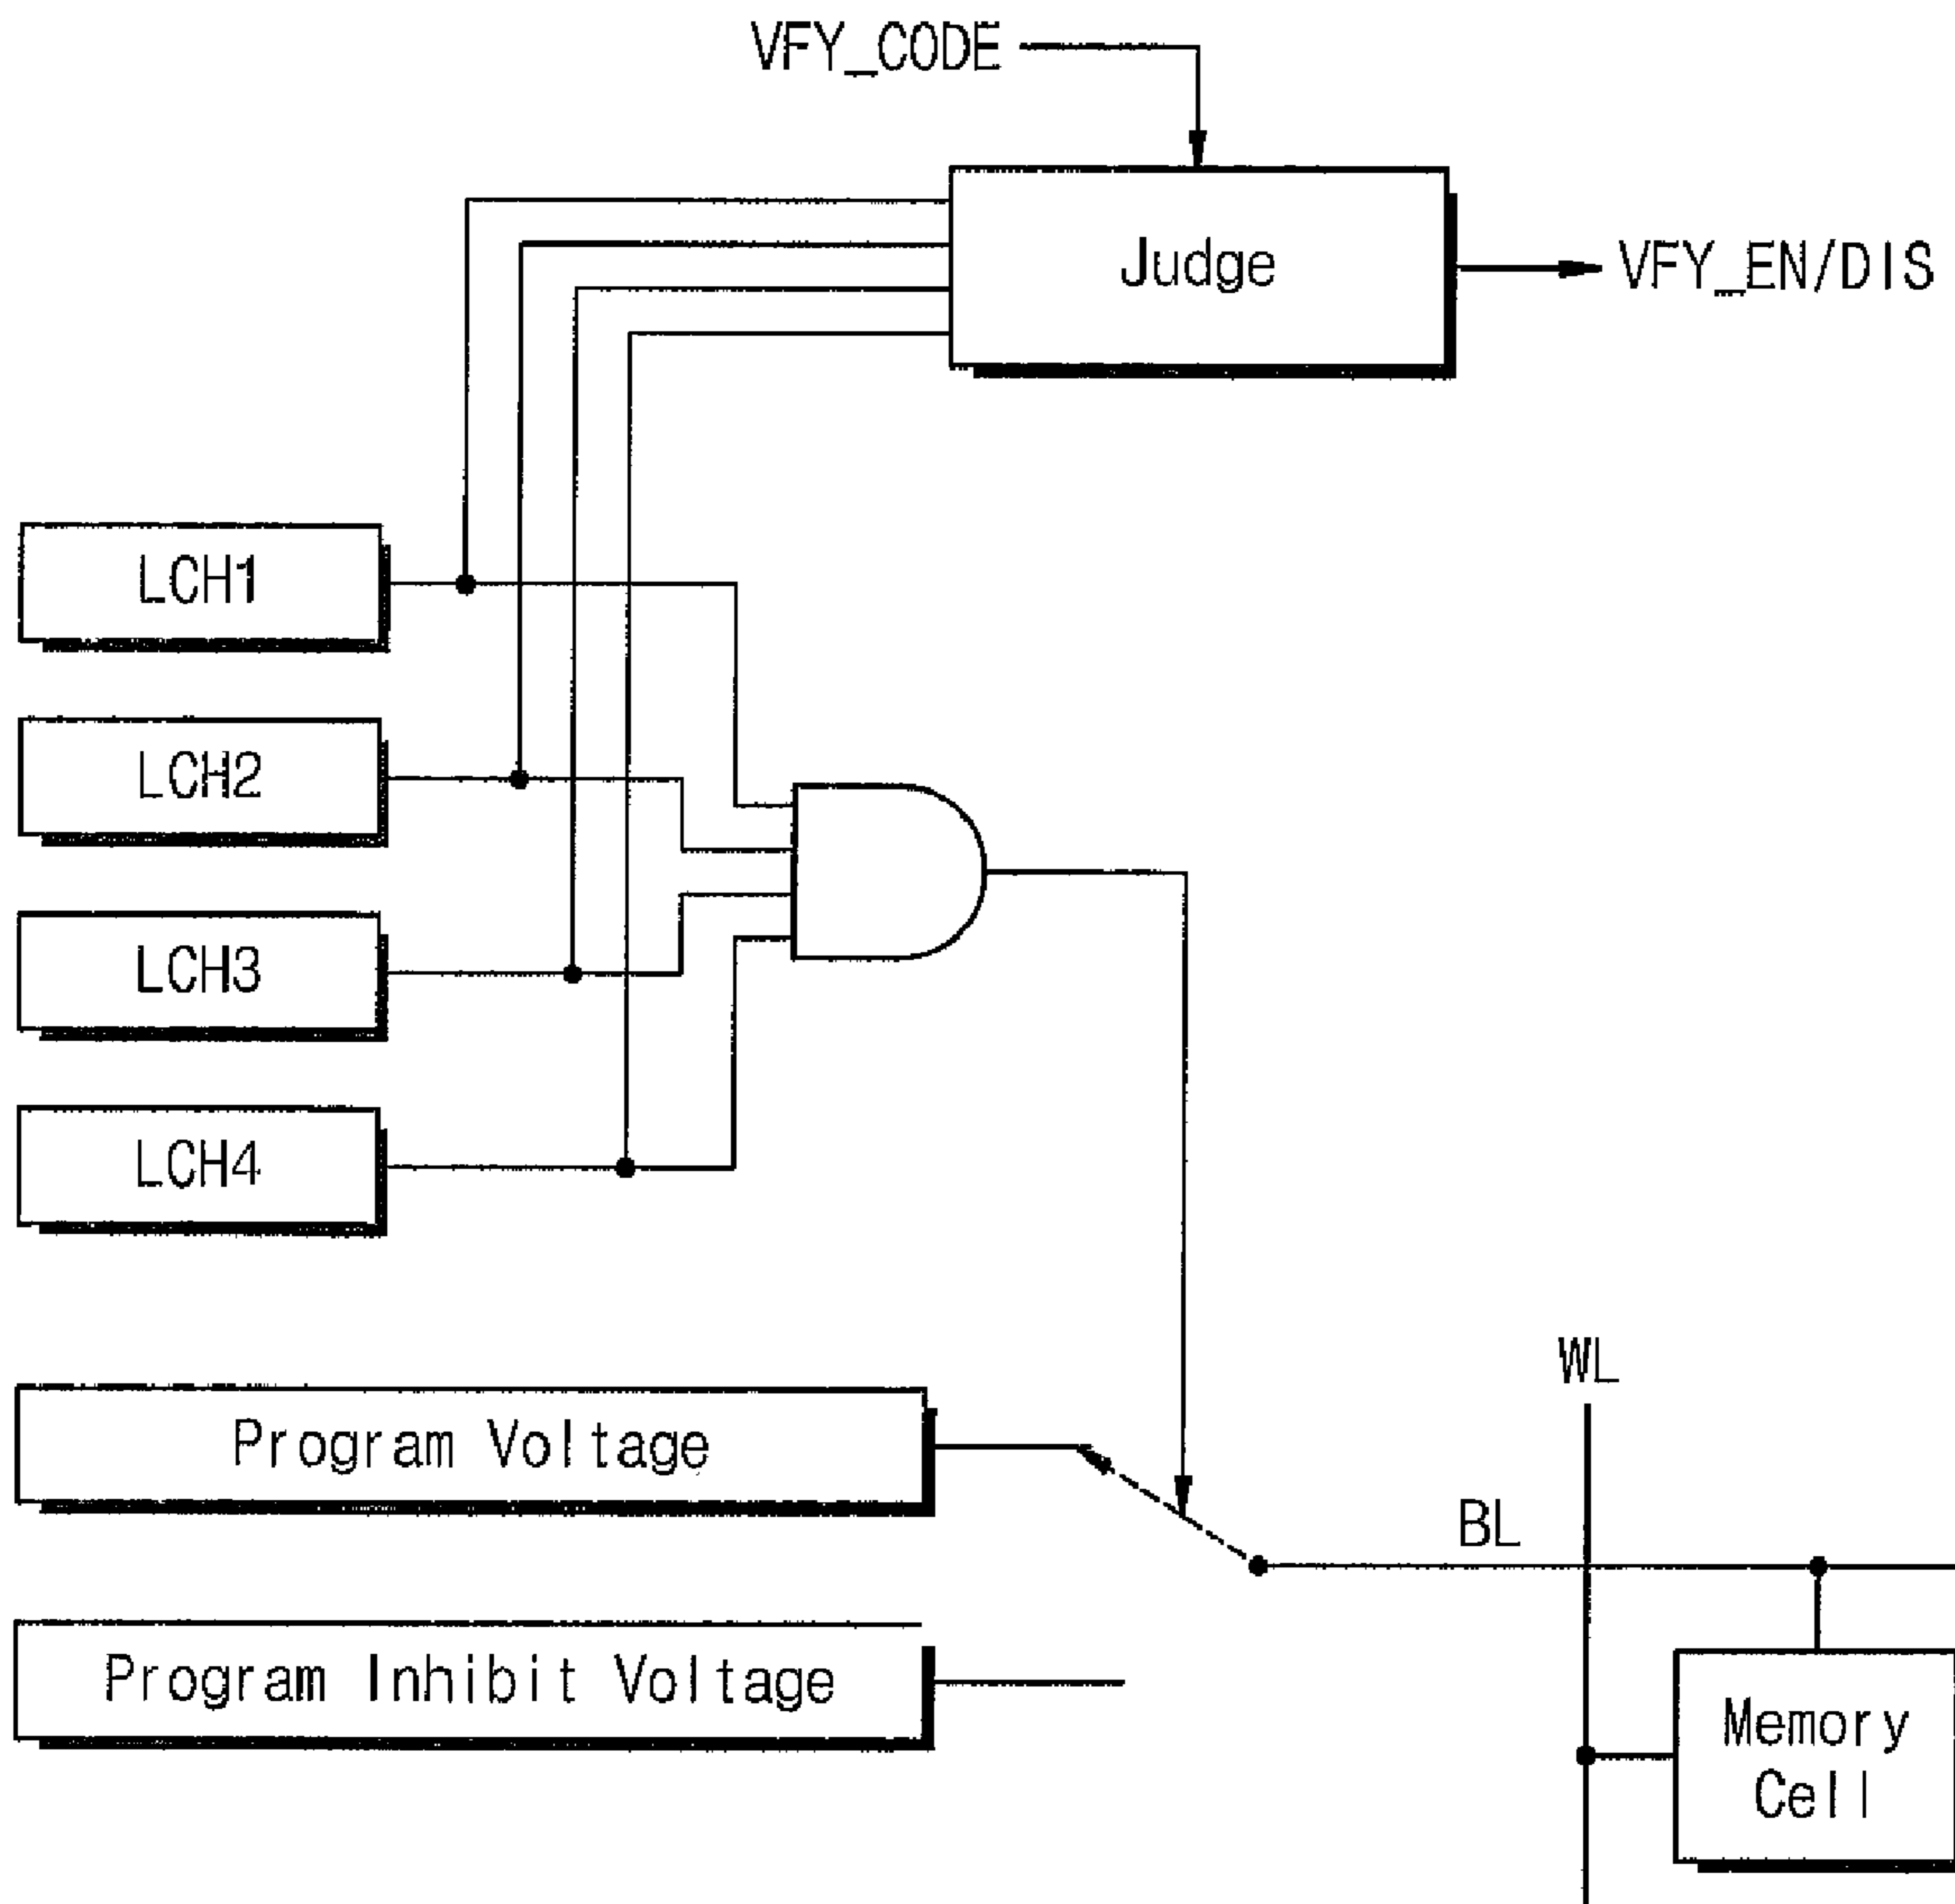 VFY_CODE
Judge
VFY_EN/DIS
LCH1
LCH2
LCH3
LCH4
WL
Program Voltage
BL
Program Inhibit Voltage
Memory
Cell